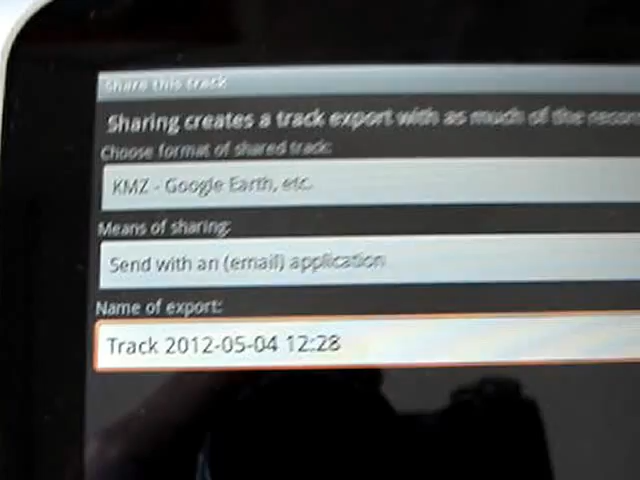 Share this track
Sharing creates a track export with as much of the recor
Choose format of shared track:
KMZ - Google Earth, etc.
Means of sharing:
Send with an (email) application
Name of export:
Track 2012-05-04 12:28